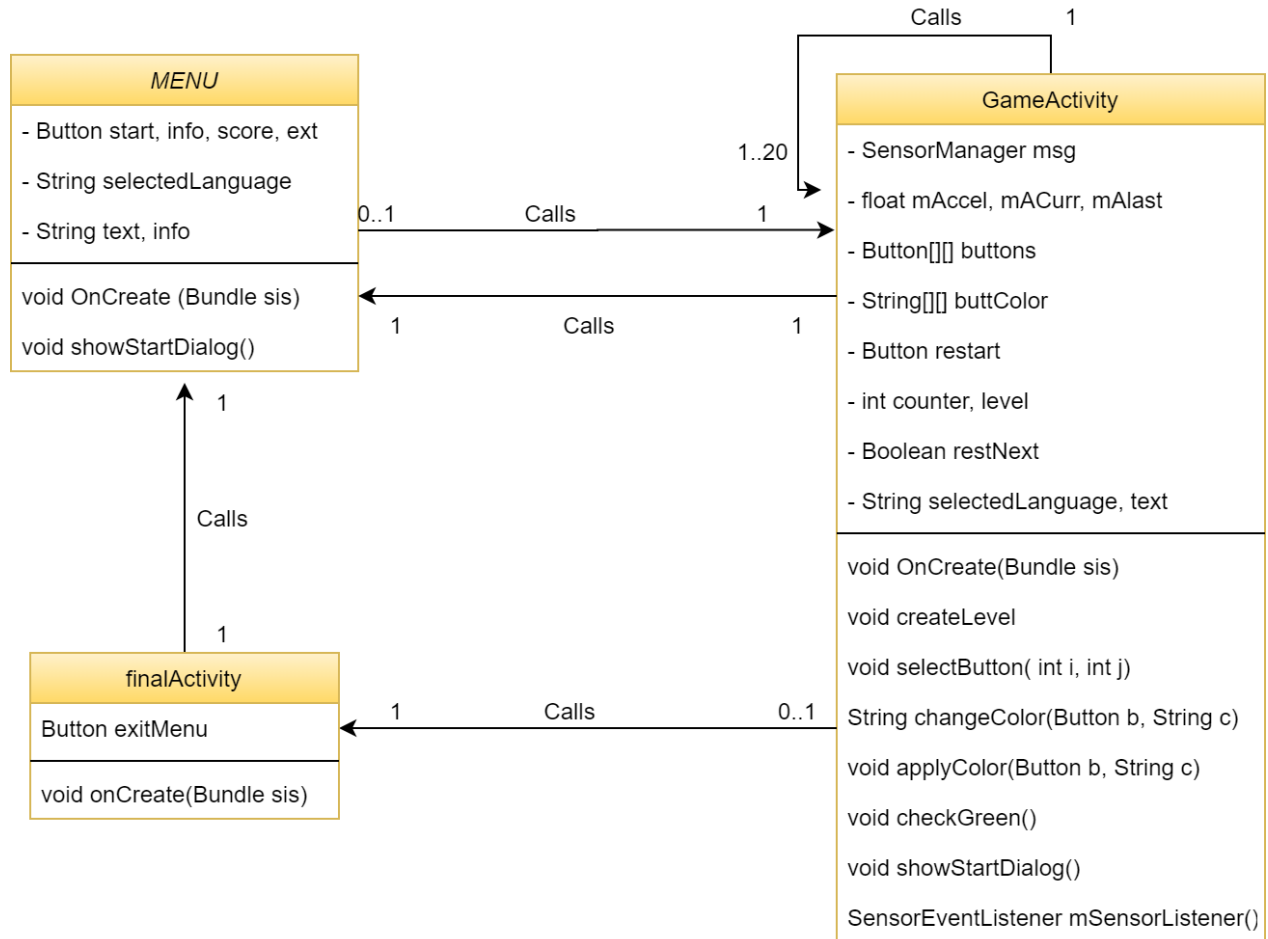 Calls 1
1..20
MENU
- Button start, info, score, ext
- String selectedLanguage
- String text, info
void OnCreate (Bundle sis)
void showStartDialog()
0..1 Calls 1
1 Calls 1
1
Calls
1
finalActivity
Button exitMenu
void onCreate(Bundle sis)
1 Calls 0..1
GameActivity
- SensorManager msg
- float mAccel, mACurr, mAlast
- Button[][] buttons
- String[][] buttColor
- Button restart
- int counter, level
- Boolean restNext
- String selectedLanguage, text
void OnCreate(Bundle sis)
void createLevel
void selectButton( int i, int j)
String changeColor(Button b, String c)
void applyColor(Button b, String c)
void checkGreen()
void showStartDialog()
SensorEventListener mSensorListener()